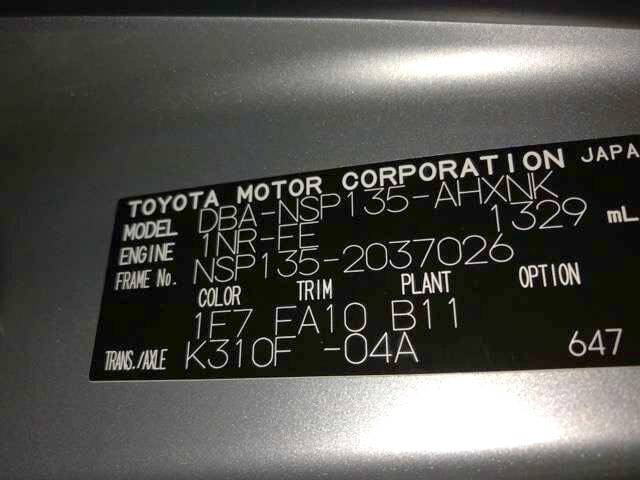 TOYOTA MOTOR CORPORATION JAPA
MODEL DBA-NSP135-AHXNK
ENGINE 1NR-FE 1329 mL
FRAME No. NSP135-2037026
COLOR TRIM PLANT OPTION
1F7 FA10 B11
TRANS./AXLE K310F -04A 647